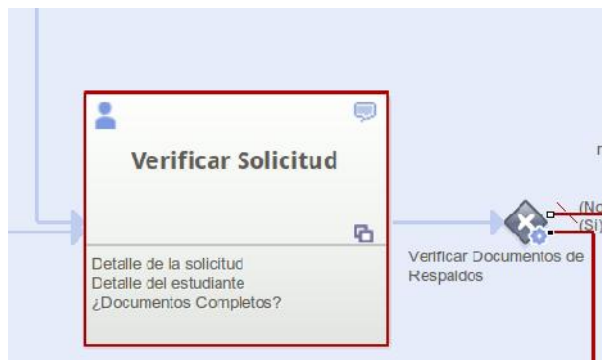 Verificar Solicitud
Detalle de la solicitud
Detalle del estudiante
¿Documentos Completos?
Verificar Documentos de
Respaldos
(No
(Si)